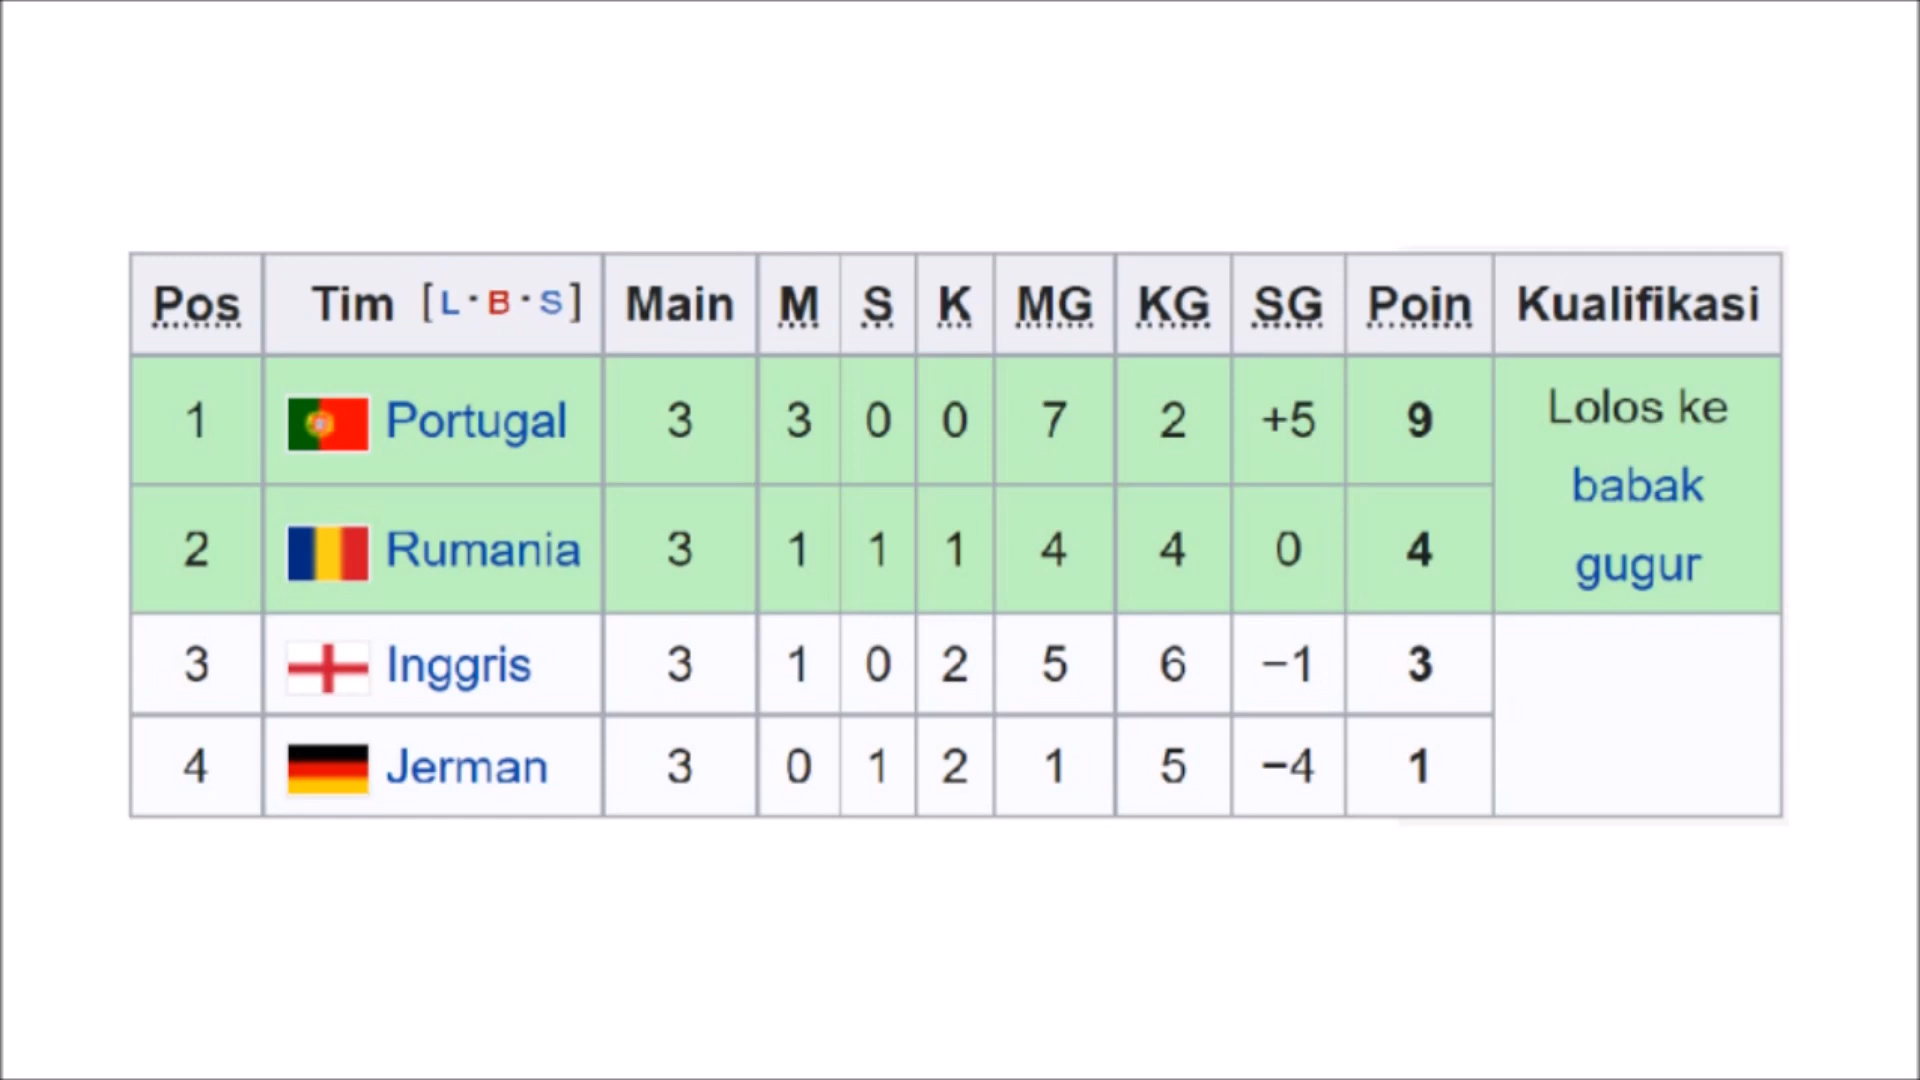 Pos Tim [L · B · S] Main M S K MG KG SG Poin Kualifikasi
1 Portugal 3 3 0 0 7 2 +5 9 Lolos ke
babak
2 Rumania 3 1 1 1 4 4 0 4 gugur
3 Inggris 3 1 0 2 5 6 −1 3
4 Jerman 3 0 1 2 1 5 −4 1